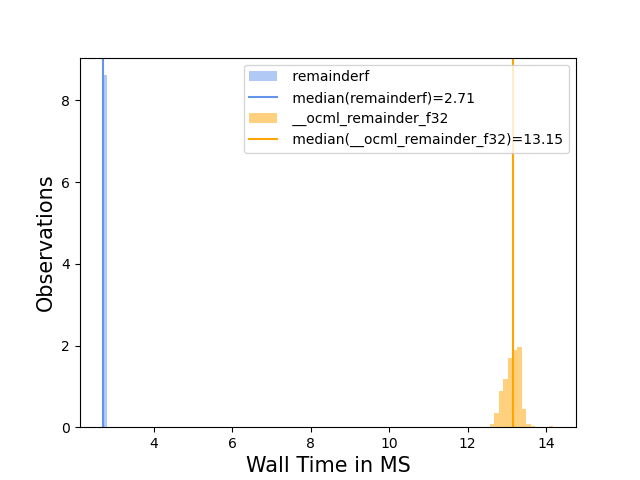 remainderf
median(remainderf)=2.71
__ocml_remainder_f32
median(__ocml_remainder_f32)=13.15
Observations
8
6
4
2
0
4 6 8 10 12 14
Wall Time in MS